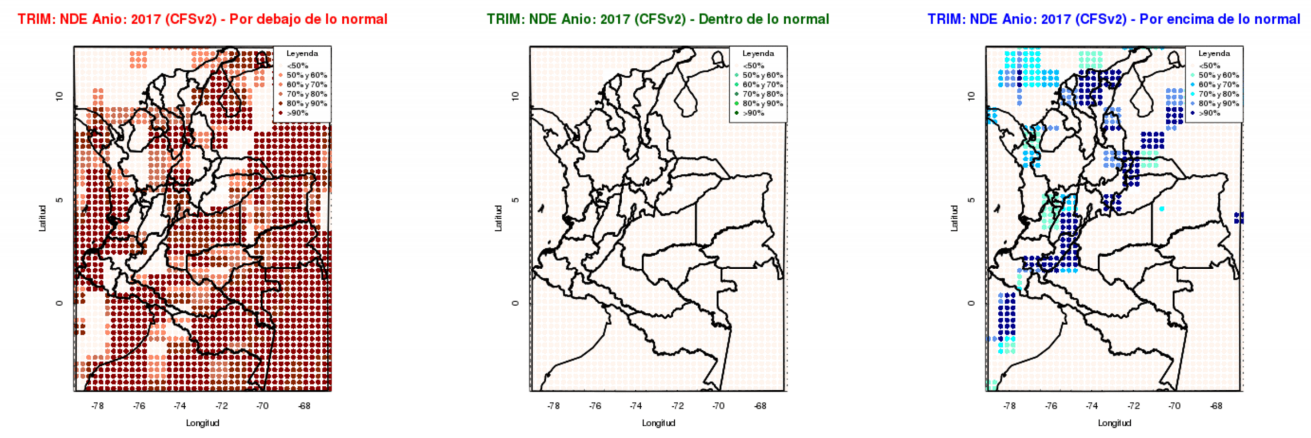 TRIM: NDE Anio: 2017 (CFSv2) - Por debajo de lo normal
Leyenda
<50%
50% y 60%
60% y 70%
70% y 80%
80% y 90%
>90%
Latitud
10
5
0
-78 -76 -74 -72 -70 -68
Longitud
TRIM: NDE Anio: 2017 (CFSv2) - Dentro de lo normal
Leyenda
<50%
50% y 60%
60% y 70%
70% y 80%
80% y 90%
>90%
Latitud
10
5
0
-78 -76 -74 -72 -70 -68
Longitud
TRIM: NDE Anio: 2017 (CFSv2) - Por encima de lo normal
Leyenda
<50%
50% y 60%
60% y 70%
70% y 80%
80% y 90%
>90%
Latitud
10
5
0
-78 -76 -74 -72 -70 -68
Longitud